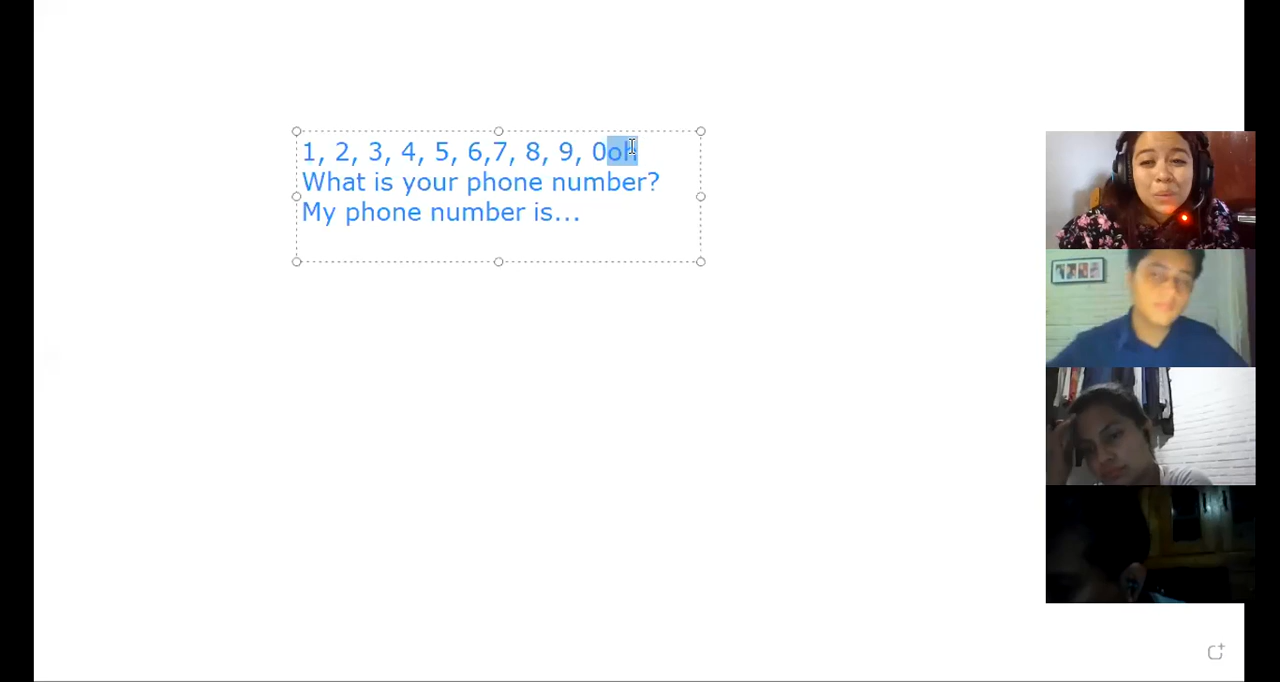 1, 2, 3, 4, 5, 6,7, 8, 9, 0oh
What is your phone number?
My phone number is...